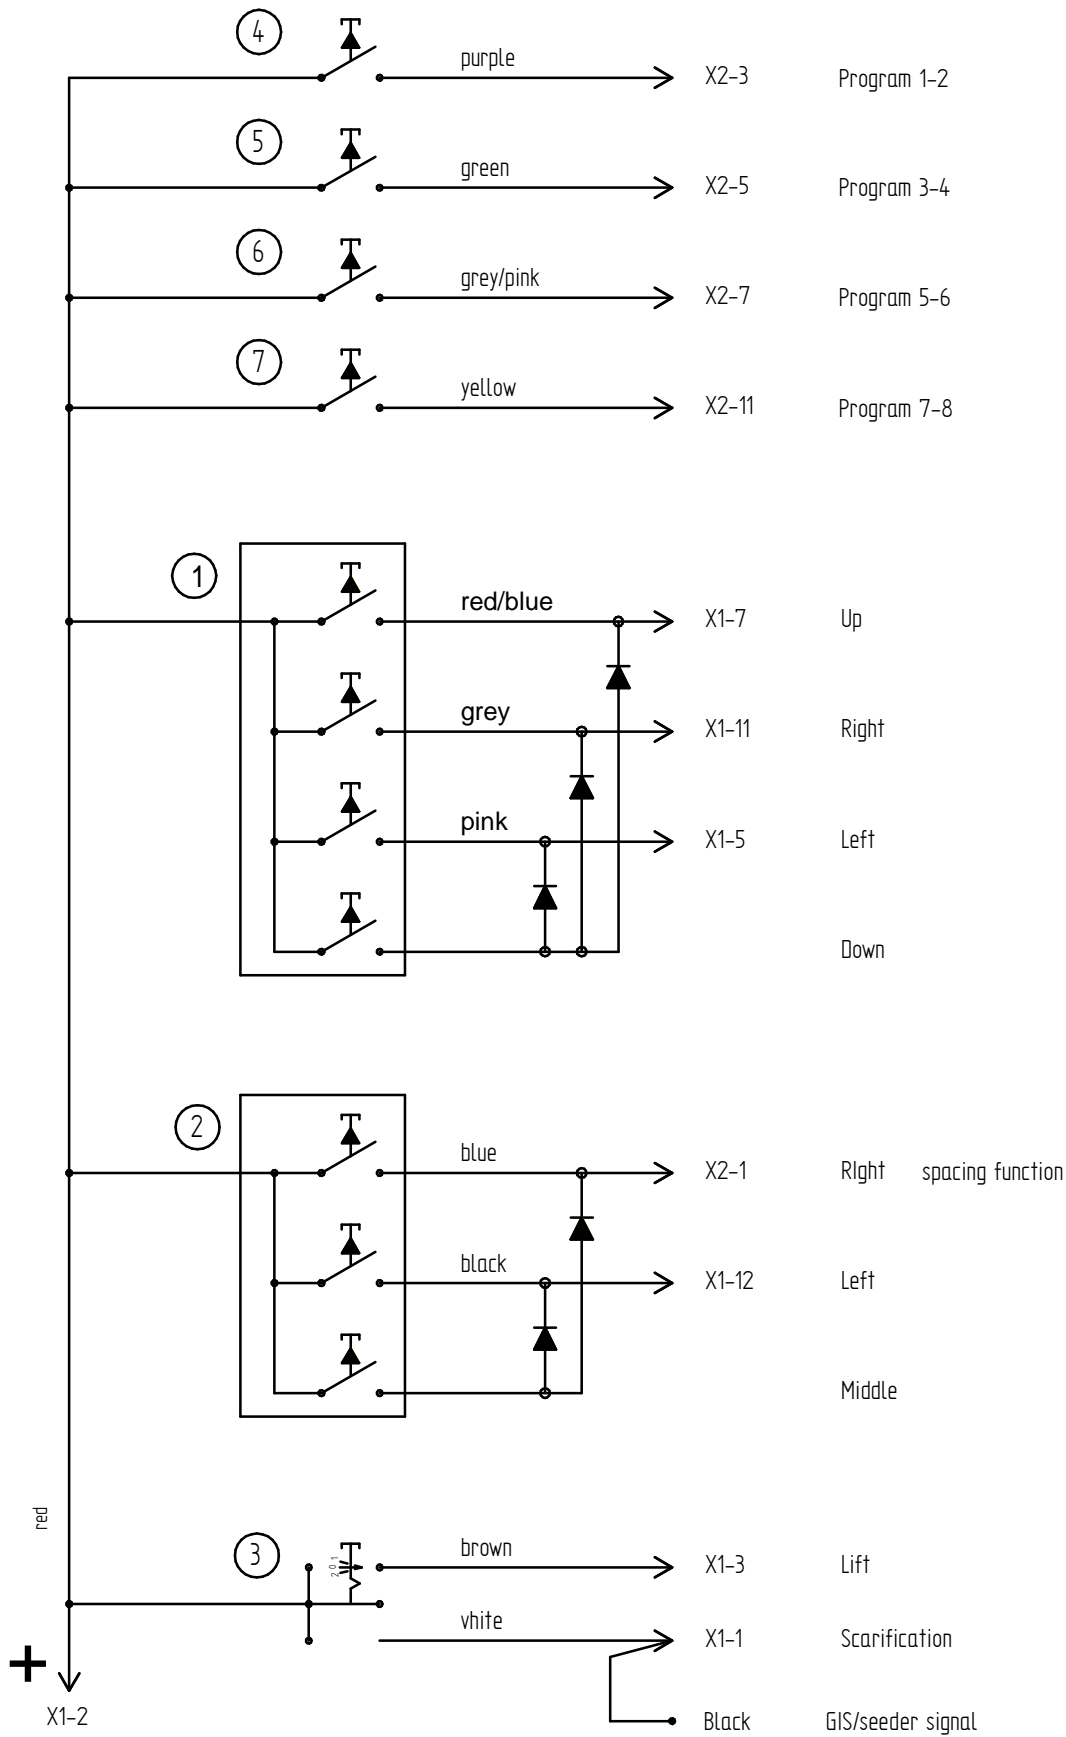 4
purple X2-3 Program 1-2
5
green X2-5 Program 3-4
6
grey/pink X2-7 Program 5-6
7
yellow X2-11 Program 7-8
1
red/blue X1-7 Up
grey X1-11 Right
pink X1-5 Left
Down
2
blue X2-1 RIght spacing function
black X1-12 Left
Middle
red
3
2 0 1
brown X1-3 Lift
vhite X1-1 Scarification
+
X1-2
Black GIS/seeder signal